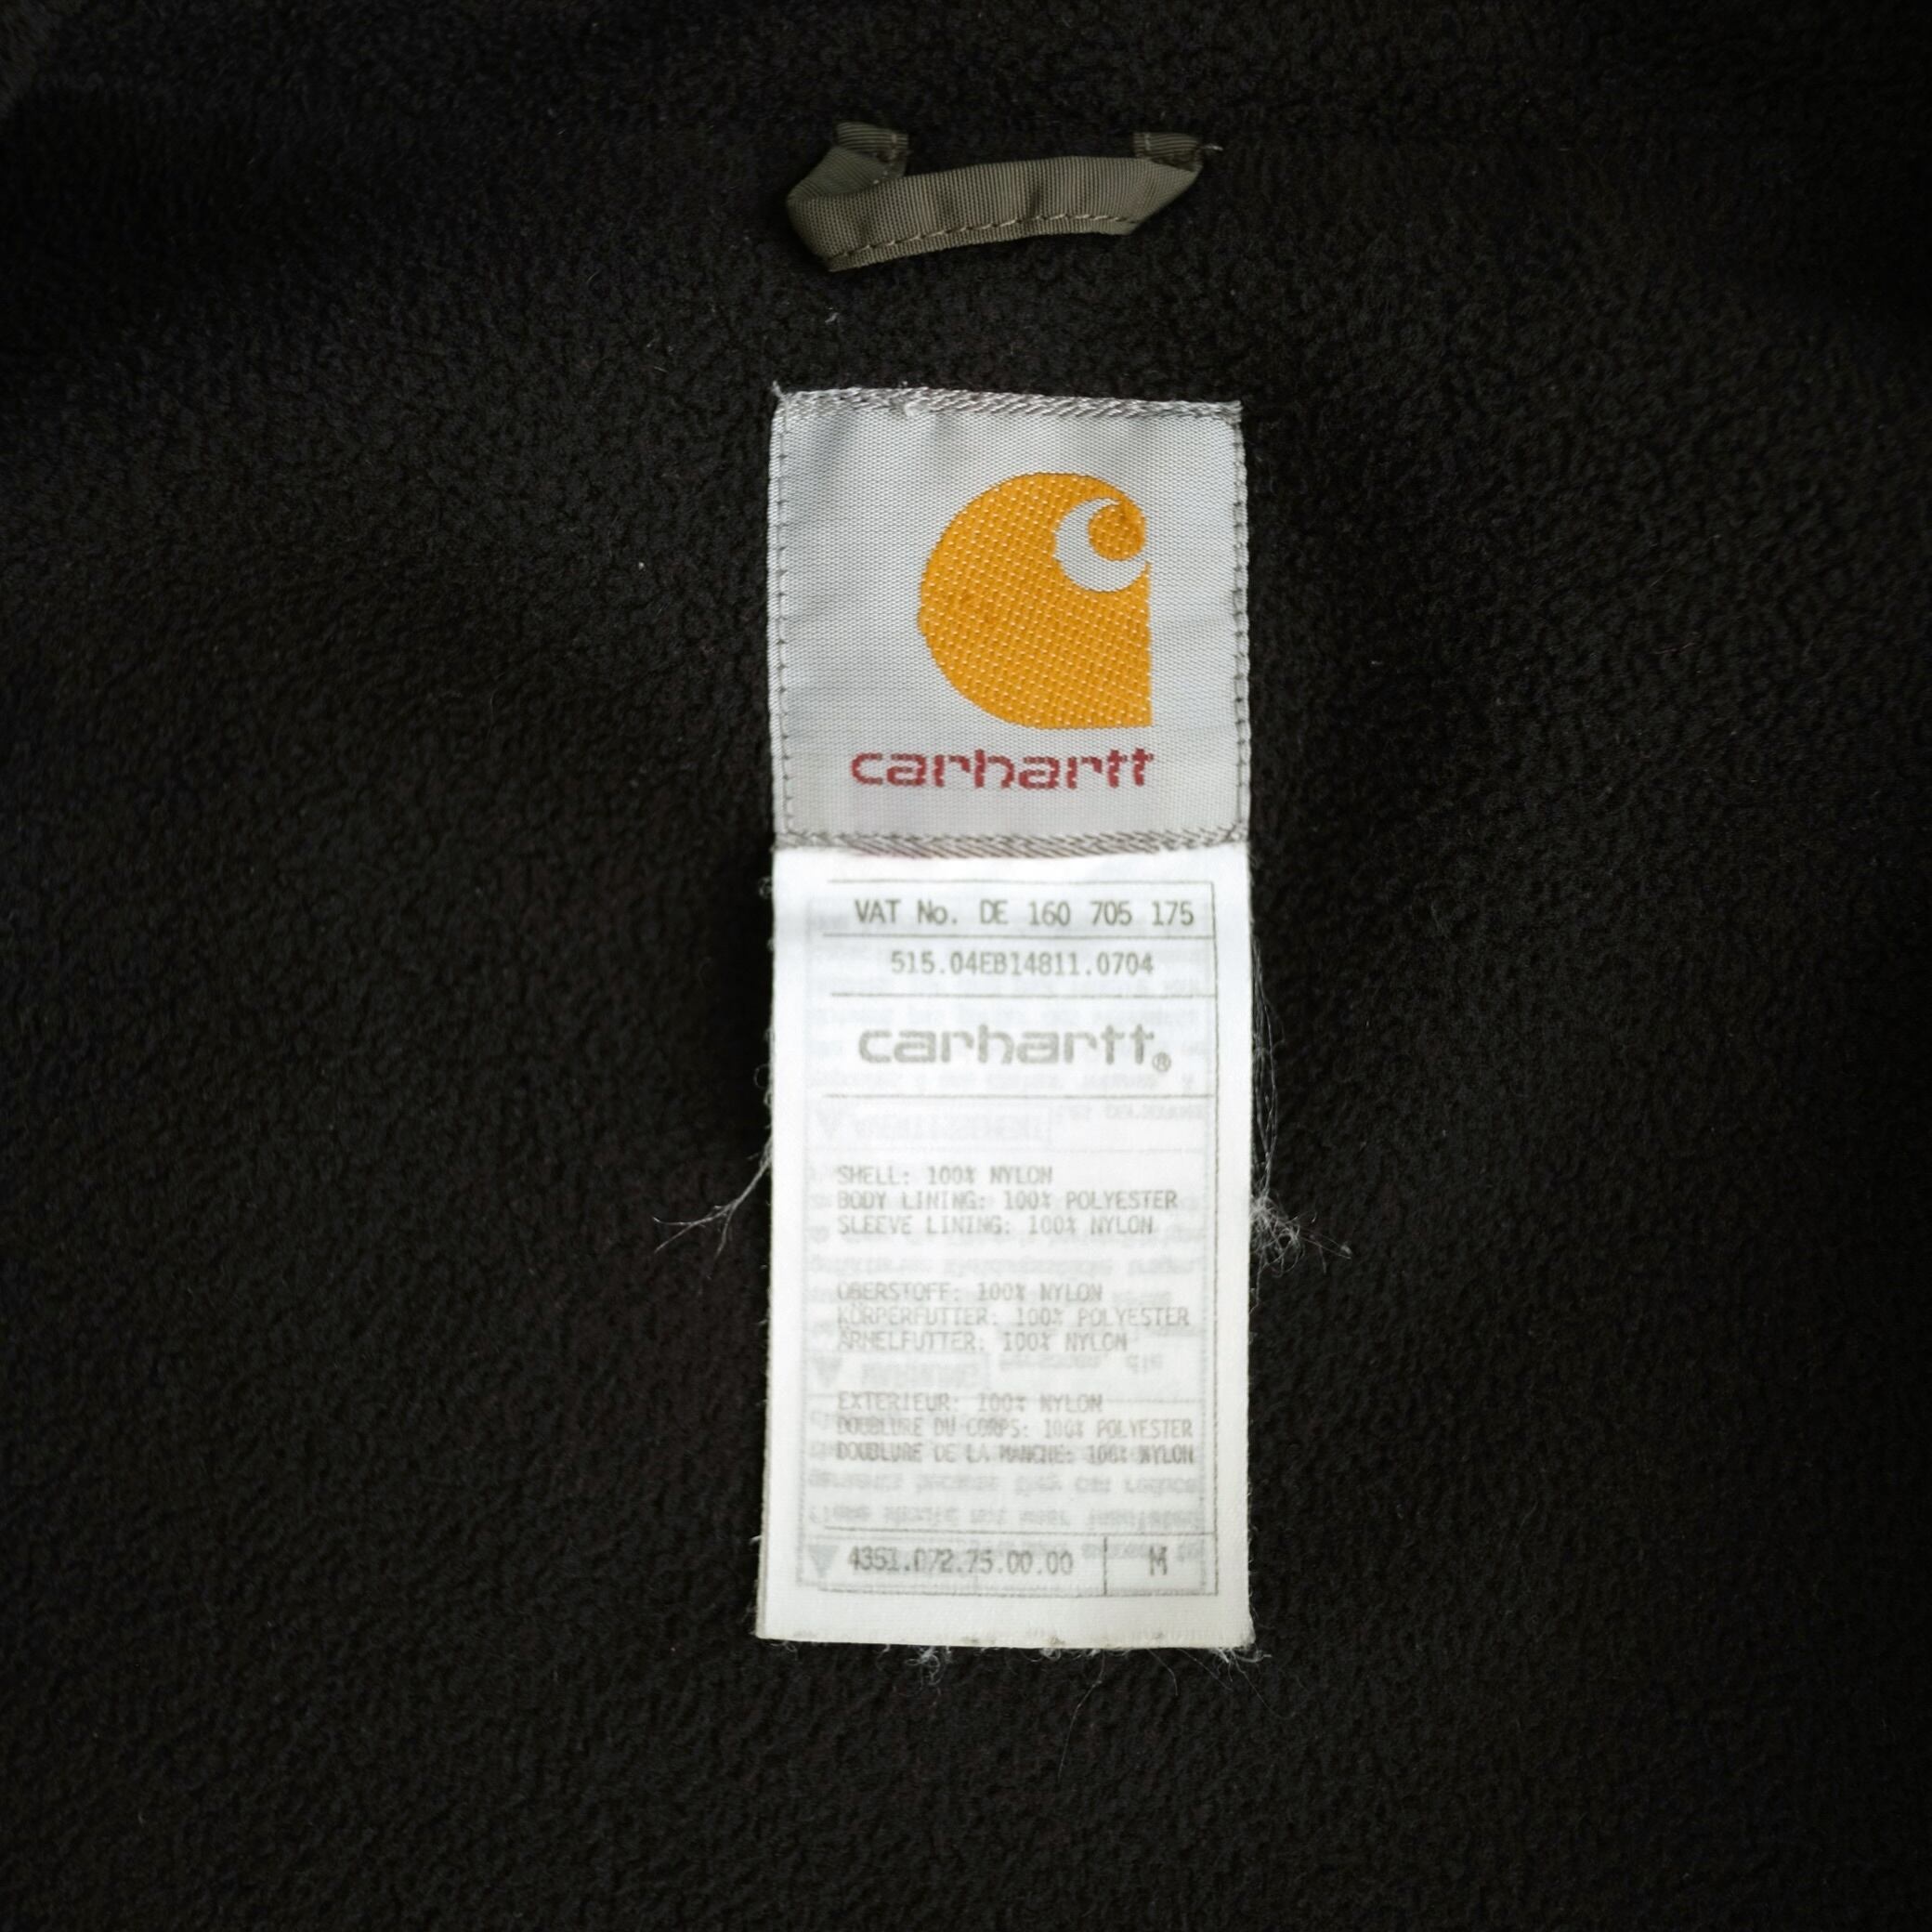 carhartt
VAT No. DE 160 705 175
515.04EB14811.0704
carhartt®
SHELL: 100% NYLON
BODY LINING: 100% POLYESTER
SLEEVE LINING: 100% NYLON
OBERSTOFF: 100% NYLON
KÖRPERFUTTER: 100% POLYESTER
ÄRMELFUTTER: 100% NYLON
EXTERIEUR: 100% NYLON
DOUBLURE DU CORPS: 100% POLYESTER
DOUBLURE DE LA MANCHE: 100% NYLON
4351.072.75.00.00 M